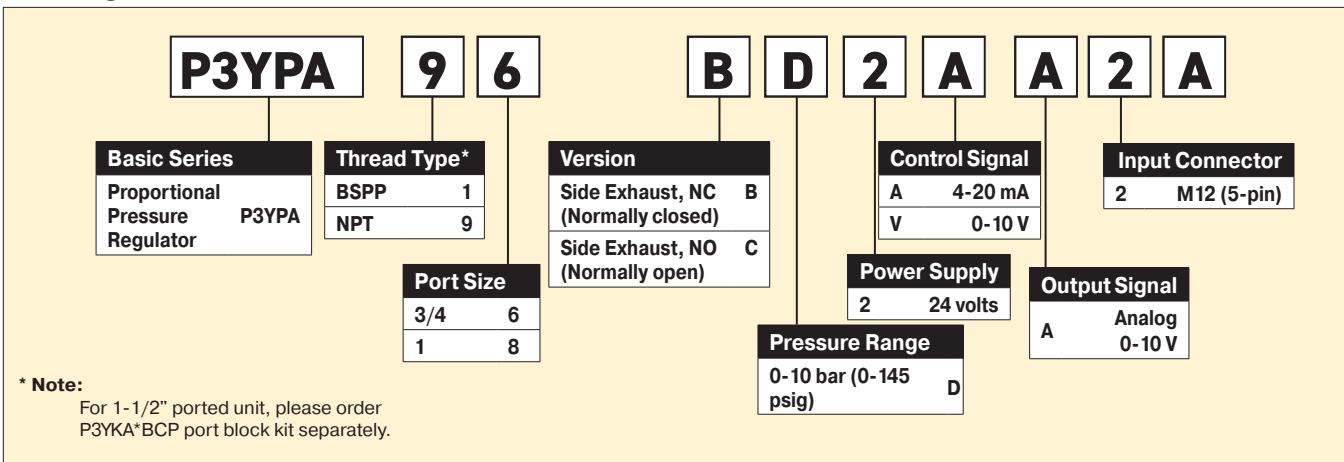 P3YPA 9 6 B D 2 A A 2 A
Basic Series
Proportional
Pressure P3YPA
Regulator
Thread Type*
BSPP 1
NPT 9
Port Size
3/4 6
1 8
Version
Side Exhaust, NC B
(Normally closed)
Side Exhaust, NO C
(Normally open)
Pressure Range
0-10 bar (0-145 D
psig)
Power Supply
2 24 volts
Control Signal
A 4-20 mA
V 0-10 V
Output Signal
A Analog
0-10 V
Input Connector
2 M12 (5-pin)
* Note:
For 1-1/2" ported unit, please order
P3YKA*BCP port block kit separately.